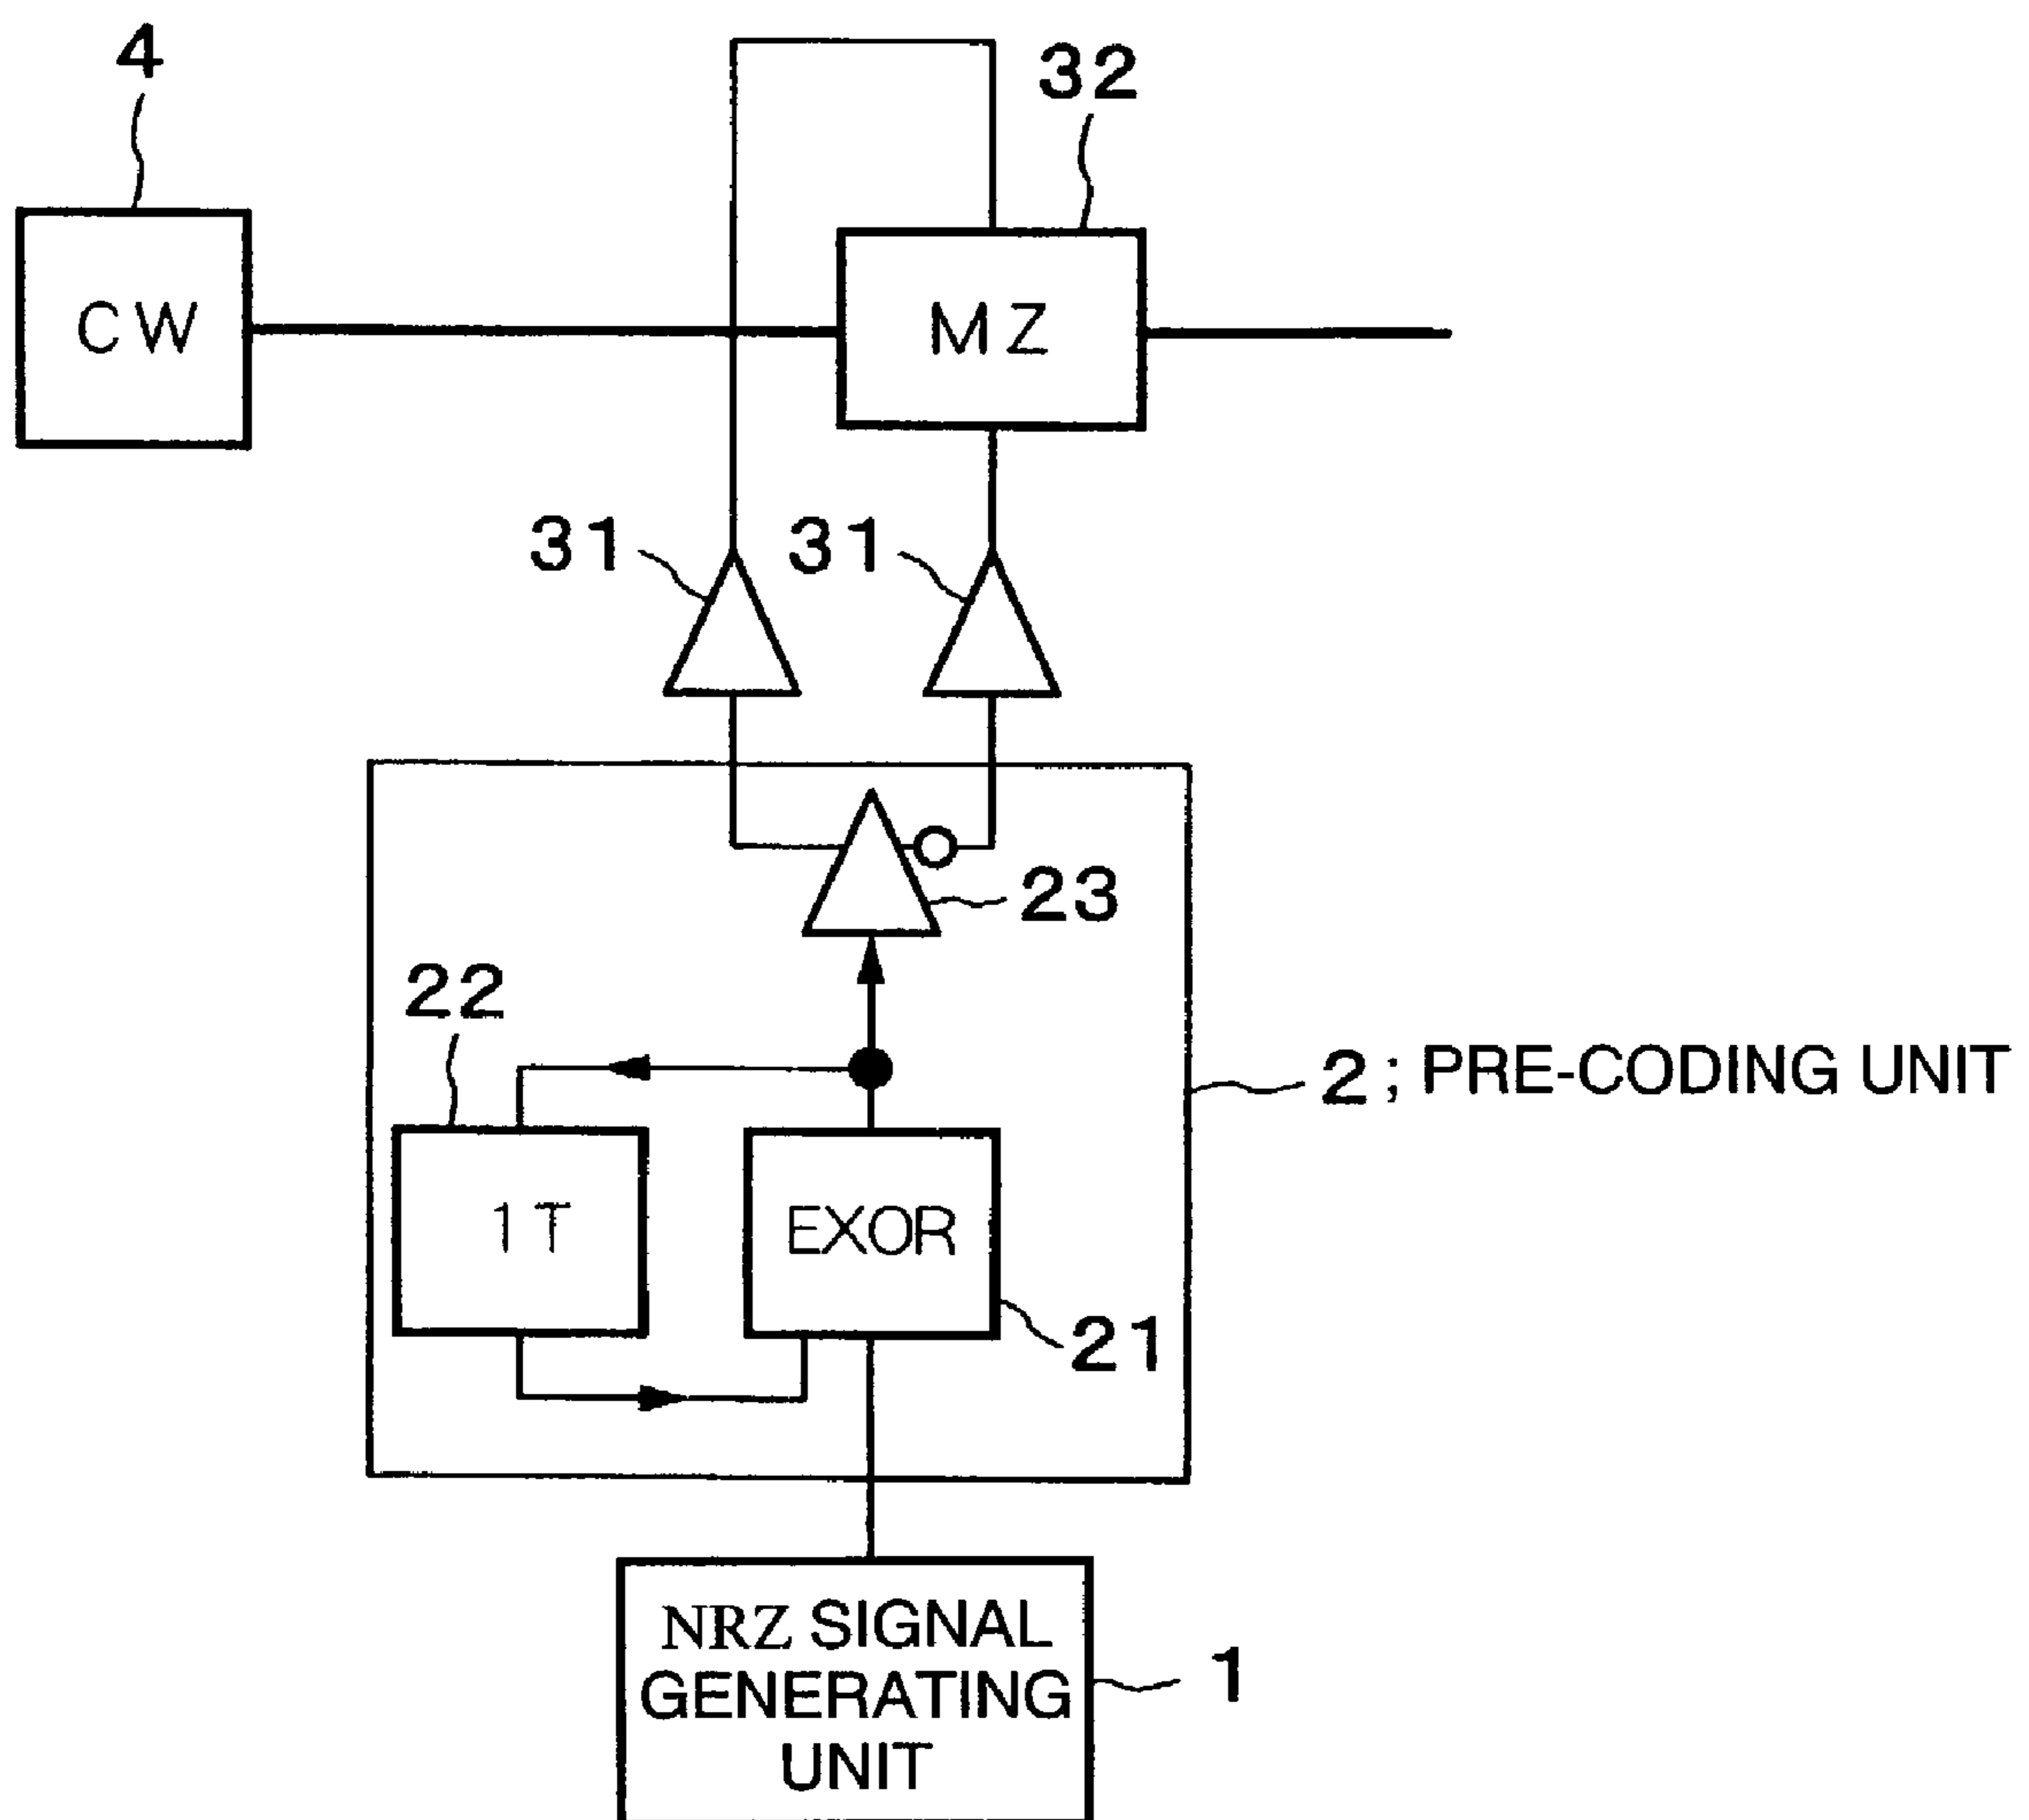 4
32
CW
MZ
31
31
23
22
2 ; PRE-CODING UNIT
1T
EXOR
21
NRZ SIGNAL
GENERATING
UNIT
1